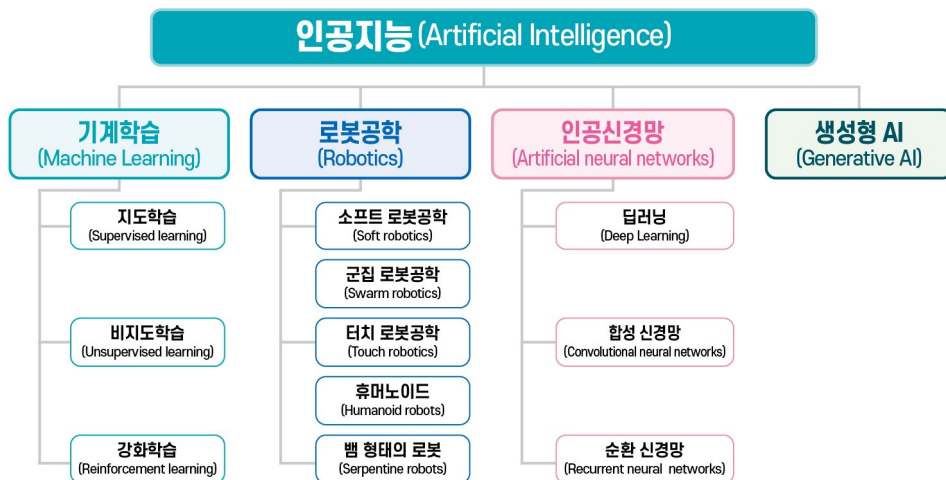 인공지능 (Artificial Intelligence)
기계학습
(Machine Learning)
지도학습
(Supervised learning)
비지도학습
(Unsupervised learning)
강화학습
(Reinforcement learning)
로봇공학
(Robotics)
소프트 로봇공학
(Soft robotics)
군집 로봇공학
(Swarm robotics)
터치 로봇공학
(Touch robotics)
휴머노이드
(Humanoid robots)
뱀 형태의 로봇
(Serpentine robots)
인공신경망
(Artificial neural networks)
딥러닝
(Deep Learning)
합성 신경망
(Convolutional neural networks)
순환 신경망
(Recurrent neural networks)
생성형 AI
(Generative AI)